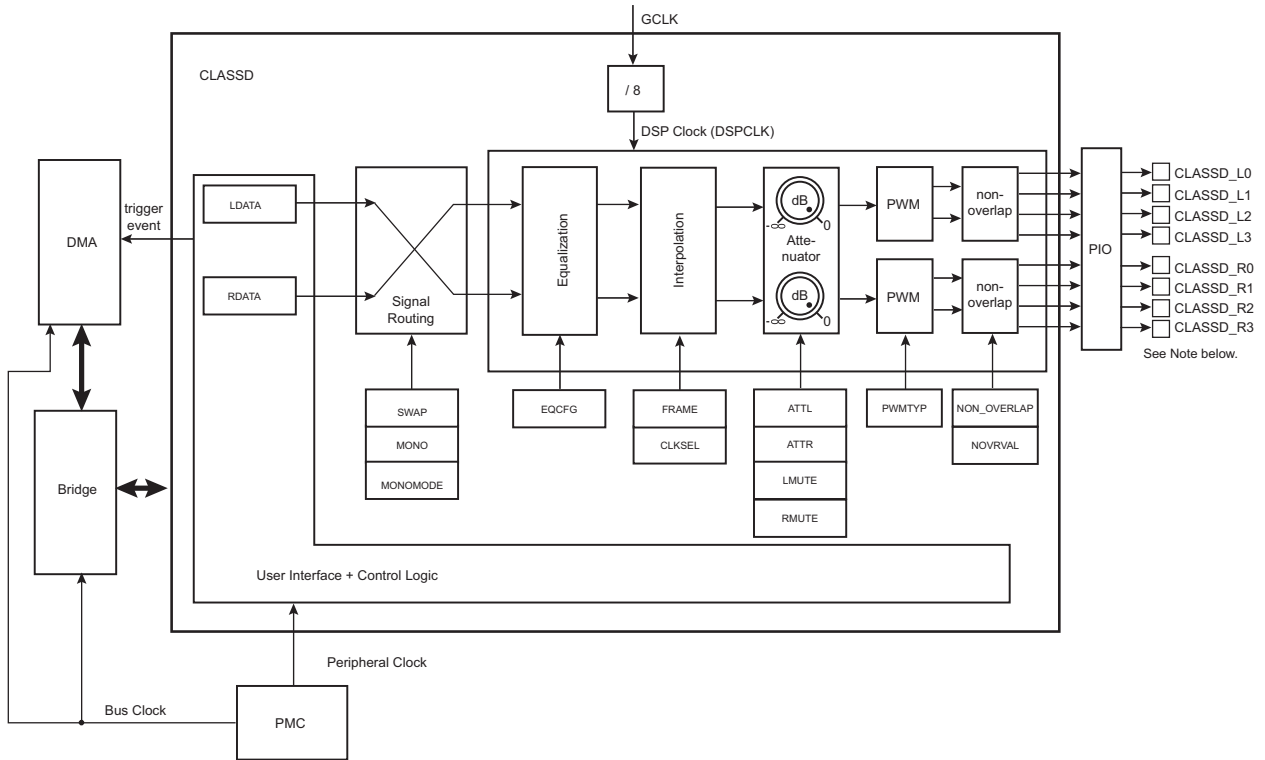 GCLK
CLASSD
/ 8
DSP Clock (DSPCLK)
DMA
trigger
event
LDATA
RDATA
Signal
Routing
Equalization
Interpolation
dB
-∞
0
Atte-
nuator
dB
-∞
0
PWM
PWM
non-
overlap
non-
overlap
PIO
CLASSD_L0
CLASSD_L1
CLASSD_L2
CLASSD_L3
CLASSD_R0
CLASSD_R1
CLASSD_R2
CLASSD_R3
See Note below.
SWAP
MONO
MONOMODE
EQCFG
FRAME
CLKSEL
ATTL
ATTR
LMUTE
RMUTE
PWMTYP
NON_OVERLAP
NOVRVAL
Bridge
User Interface + Control Logic
Peripheral Clock
Bus Clock
PMC